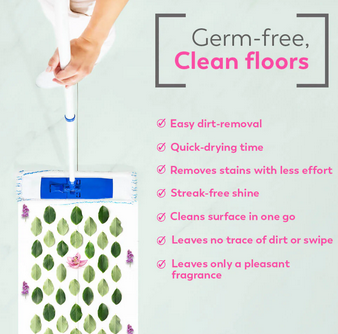 Germ-free,
Clean floors
Easy dirt-removal
Quick-drying time
Removes stains with less effort
Streak-free shine
Cleans surface in one go
Leaves no trace of dirt or swipe
Leaves only a pleasant
fragrance